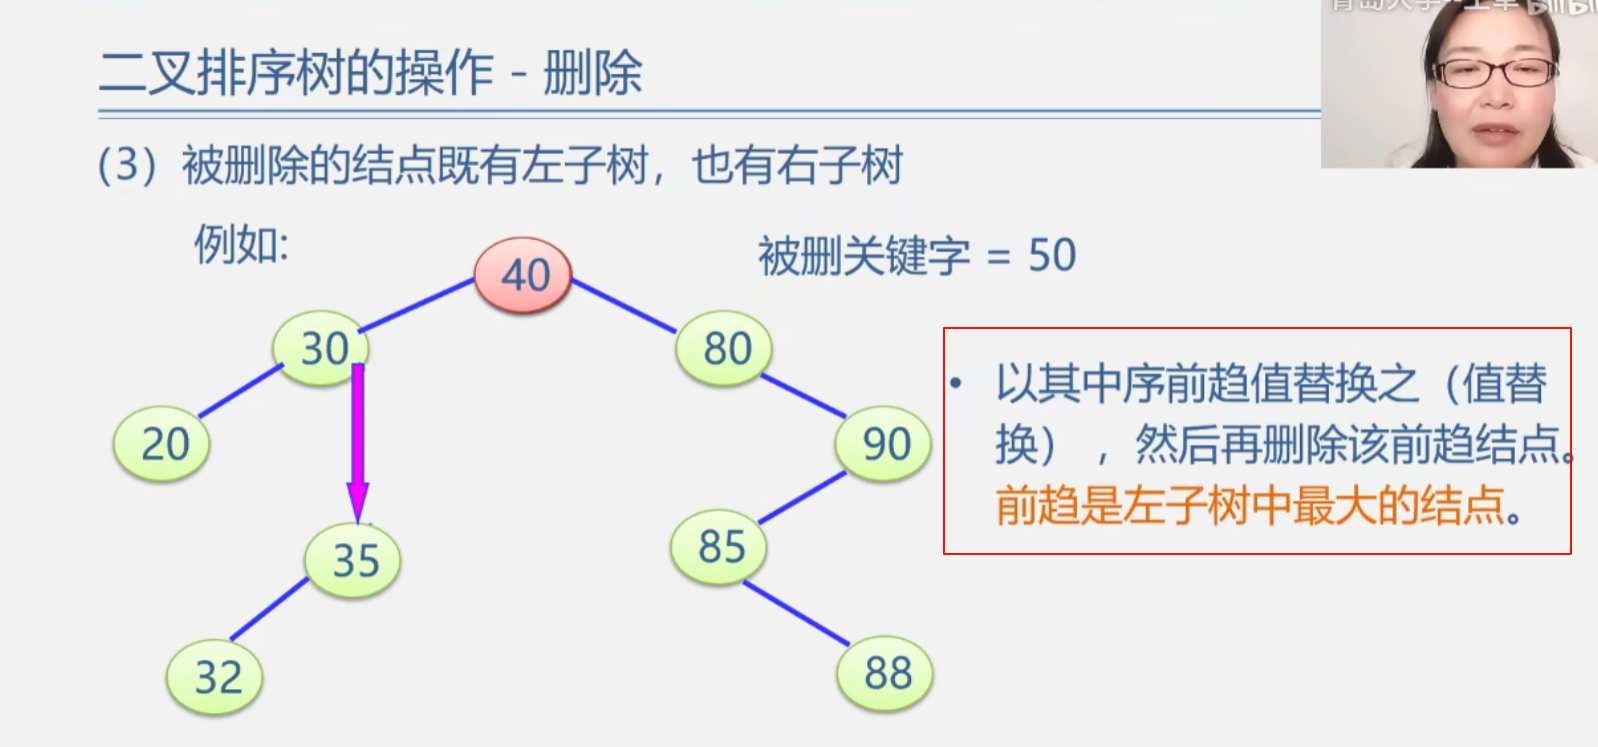 二叉排序树的操作 - 删除
(3) 被删除的结点既有左子树，也有右子树
例如:
被删关键字 = 50
40
30
80
20
90
35
85
32
88
• 以其中序前趋值替换之（值替
换），然后再删除该前趋结点。
前趋是左子树中最大的结点。